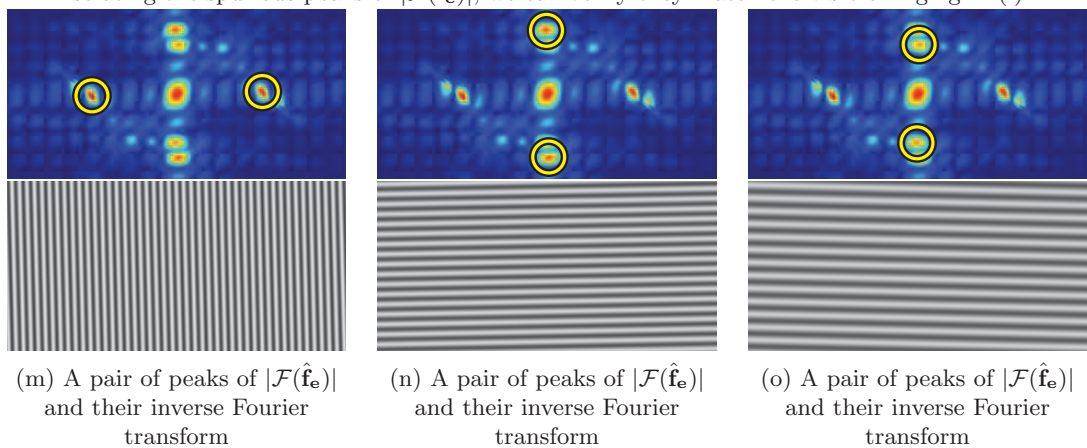 (m) A pair of peaks of |F(f̂ₑ)|
and their inverse Fourier
transform
(n) A pair of peaks of |F(f̂ₑ)|
and their inverse Fourier
transform
(o) A pair of peaks of |F(f̂ₑ)|
and their inverse Fourier
transform